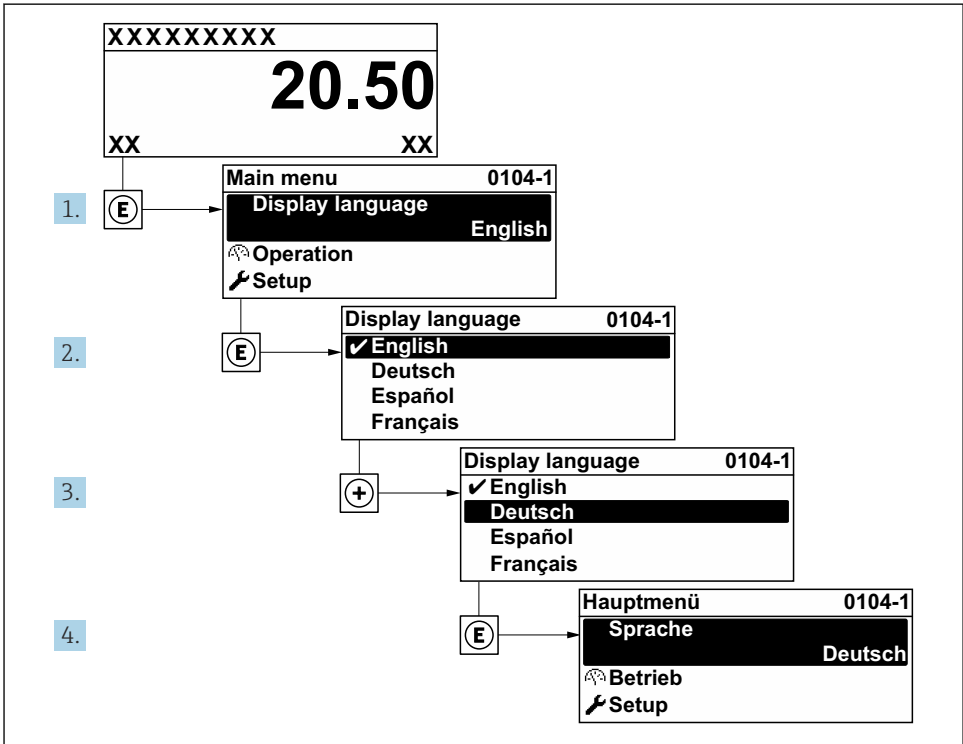 XXXXXXXXX
20.50
XX XX
1. E
Main menu 0104-1
Display language
English
Operation
Setup
2. E
Display language 0104-1
✔English
Deutsch
Español
Français
3. +
Display language 0104-1
✔English
Deutsch
Español
Français
4. E
Hauptmenü 0104-1
Sprache
Deutsch
Betrieb
Setup